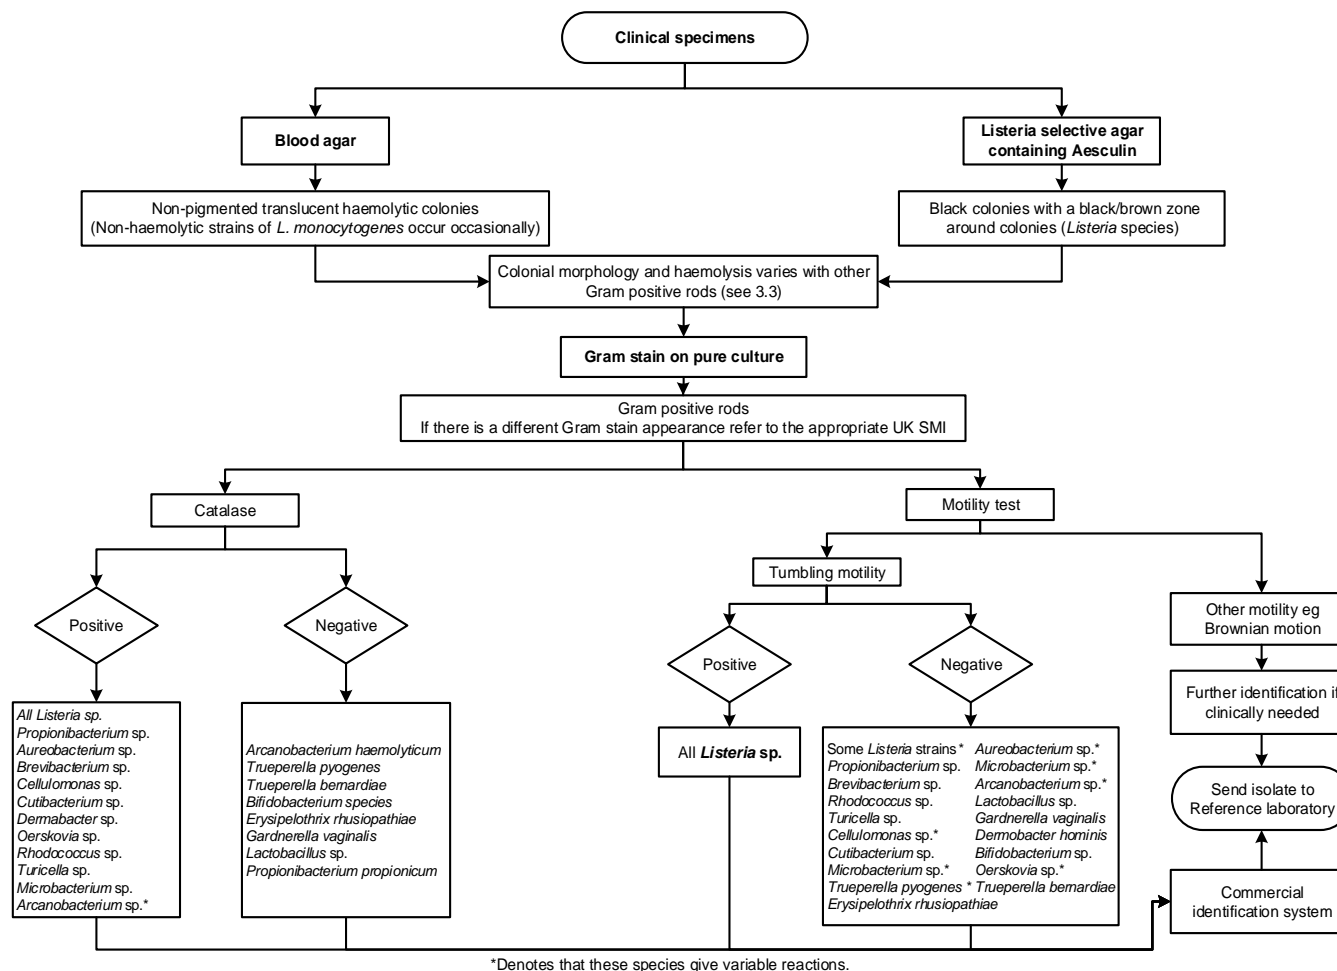 Clinical specimens
Blood agar
Listeria selective agar
containing Aesculin
Non-pigmented translucent haemolytic colonies
(Non-haemolytic strains of L. monocytogenes occur occasionally)
Black colonies with a black/brown zone
around colonies (Listeria species)
Colonial morphology and haemolysis varies with other
Gram positive rods (see 3.3)
Gram stain on pure culture
Gram positive rods
If there is a different Gram stain appearance refer to the appropriate UK SMI
Catalase
Motility test
Tumbling motility
Positive
Negative
Positive
Negative
Other motility eg
Brownian motion
Further identification if
clinically needed
Send isolate to
Reference laboratory
Commercial
identification system
All Listeria sp.
Propionibacterium sp.
Aureobacterium sp.
Brevibacterium sp.
Cellulomonas sp.
Cutibacterium sp.
Dermabacter sp.
Oerskovia sp.
Rhodococcus sp.
Turicella sp.
Microbacterium sp.
Arcanobacterium sp.*
Arcanobacterium haemolyticum
Trueperella pyogenes
Trueperella bernardiae
Bifidobacterium species
Erysipelothrix rhusiopathiae
Gardnerella vaginalis
Lactobacillus sp.
Propionibacterium propionicum
All Listeria sp.
Some Listeria strains*
Propionibacterium sp.
Brevibacterium sp.
Rhodococcus sp.
Turicella sp.
Cellulomonas sp.*
Cutibacterium sp.
Microbacterium sp.*
Trueperella pyogenes *
Erysipelothrix rhusiopathiae
Aureobacterium sp.*
Microbacterium sp.*
Arcanobacterium sp.*
Lactobacillus sp.
Gardnerella vaginalis
Dermobacter hominis
Bifidobacterium sp.
Oerskovia sp.*
Trueperella bernardiae
*Denotes that these species give variable reactions.